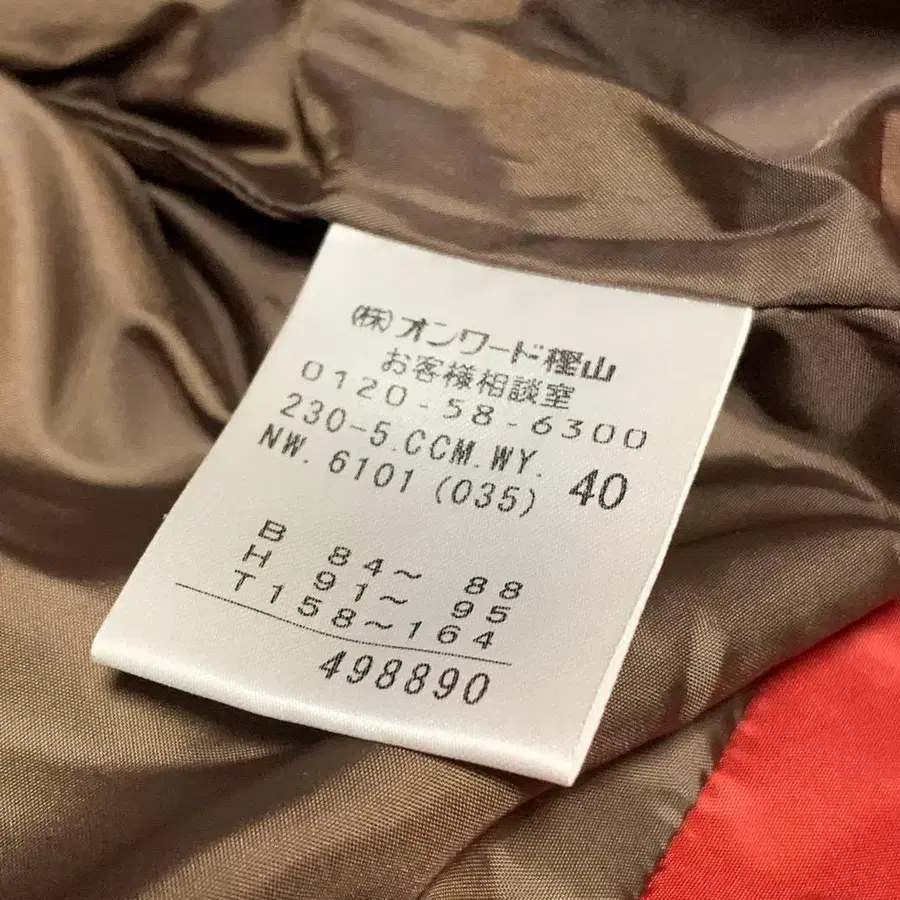 (株)オンワード樫山
お客様相談室
0120-58-6300
230-5.CCM.WY.
NW. 6101 (035) 40
B 84～ 88
H 91～ 95
T158～164
498890